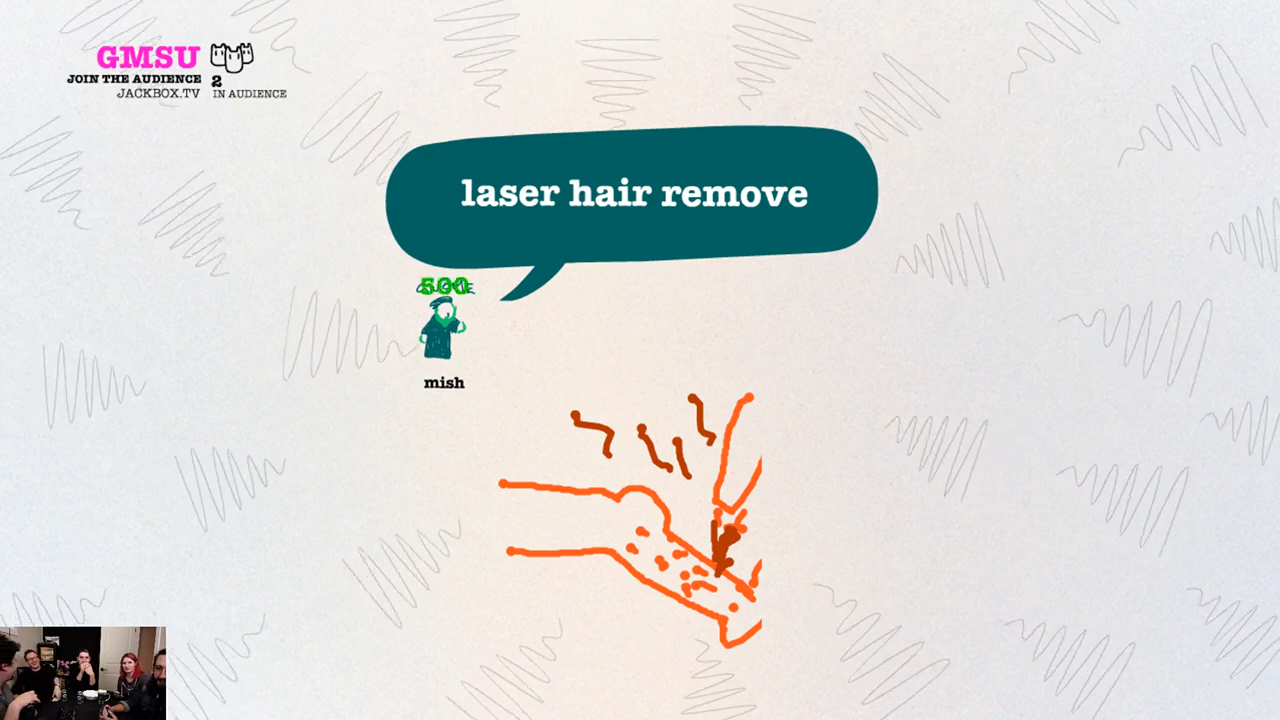 GMSU
JOIN THE AUDIENCE
JACKBOX.TV
2
IN AUDIENCE
laser hair remove
500
mish